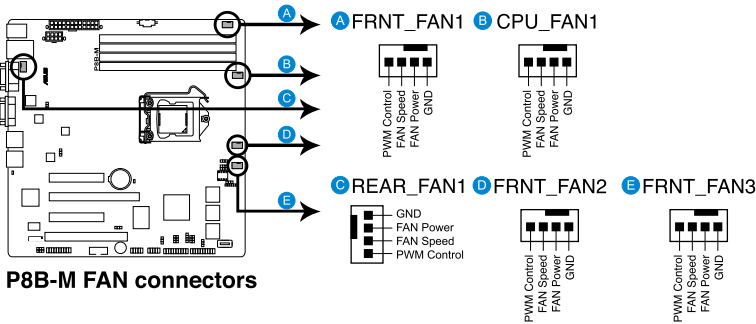 A
B
C
D
E
P8B-M
ASUS
A FRNT_FAN1
PWM Control
FAN Speed
FAN Power
GND
B CPU_FAN1
PWM Control
FAN Speed
FAN Power
GND
C REAR_FAN1
GND
FAN Power
FAN Speed
PWM Control
D FRNT_FAN2
PWM Control
FAN Speed
FAN Power
GND
E FRNT_FAN3
PWM Control
FAN Speed
FAN Power
GND
P8B-M FAN connectors